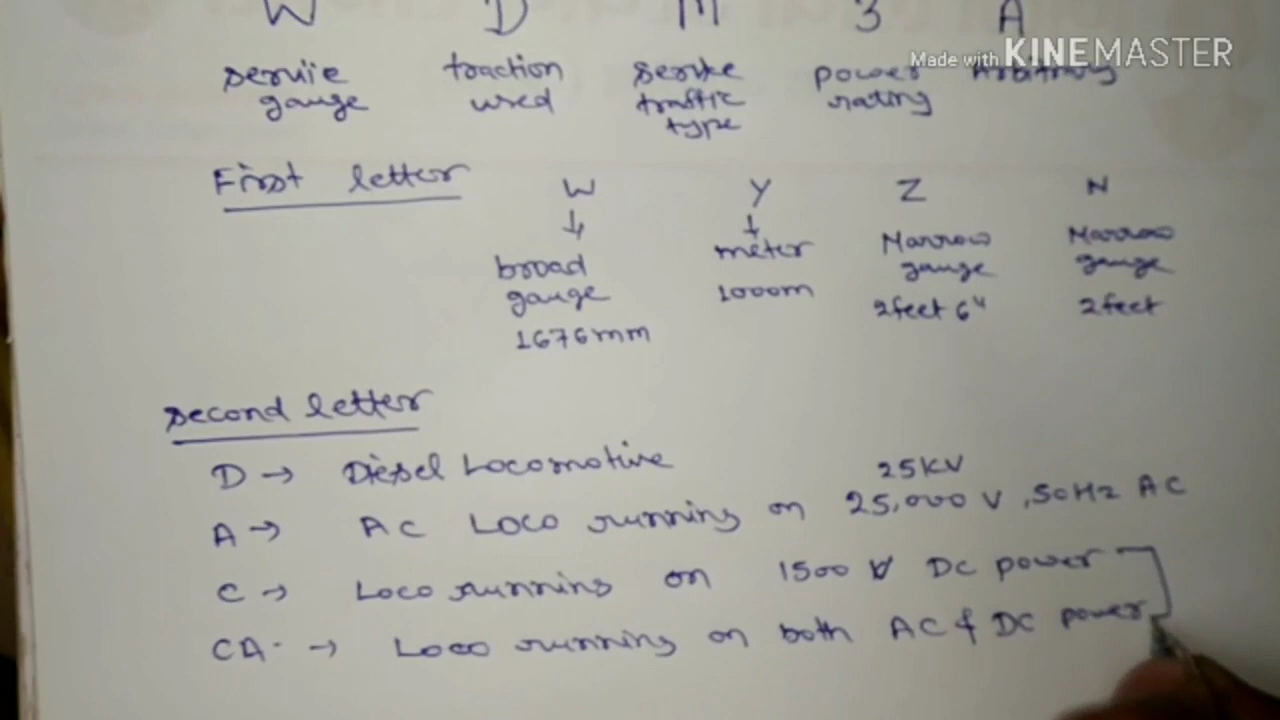 W D M 3 A
Made with KINEMASTER
service gauge traction used service traffic type power rating Arbitrary
First letter W Y Z N
broad gauge 1676mm meter 1000m Narrow gauge 2feet 6" Narrow gauge 2feet
Second letter
D → Diesel Locomotive
25KV
A → AC Loco running on 25,000 V, 50Hz AC
C → Loco running on 1500 V DC power
CA → Loco running on both AC & DC power